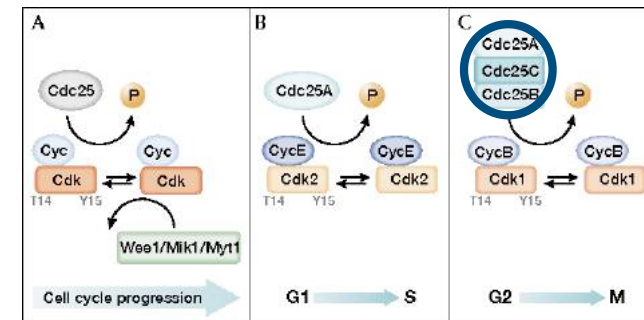 A
Cdc25
P
Cyc
Cyc
Cdk
Cdk
T14
Y15
Wee1/Mik1/Myt1
Cell cycle progression
B
Cdc25A
P
CycE
CycE
Cdk2
Cdk2
T14
Y15
G1
S
C
Cdc25A
Cdc25C
Cdc25B
P
CycB
CycB
Cdk1
Cdk1
T14
Y15
G2
M